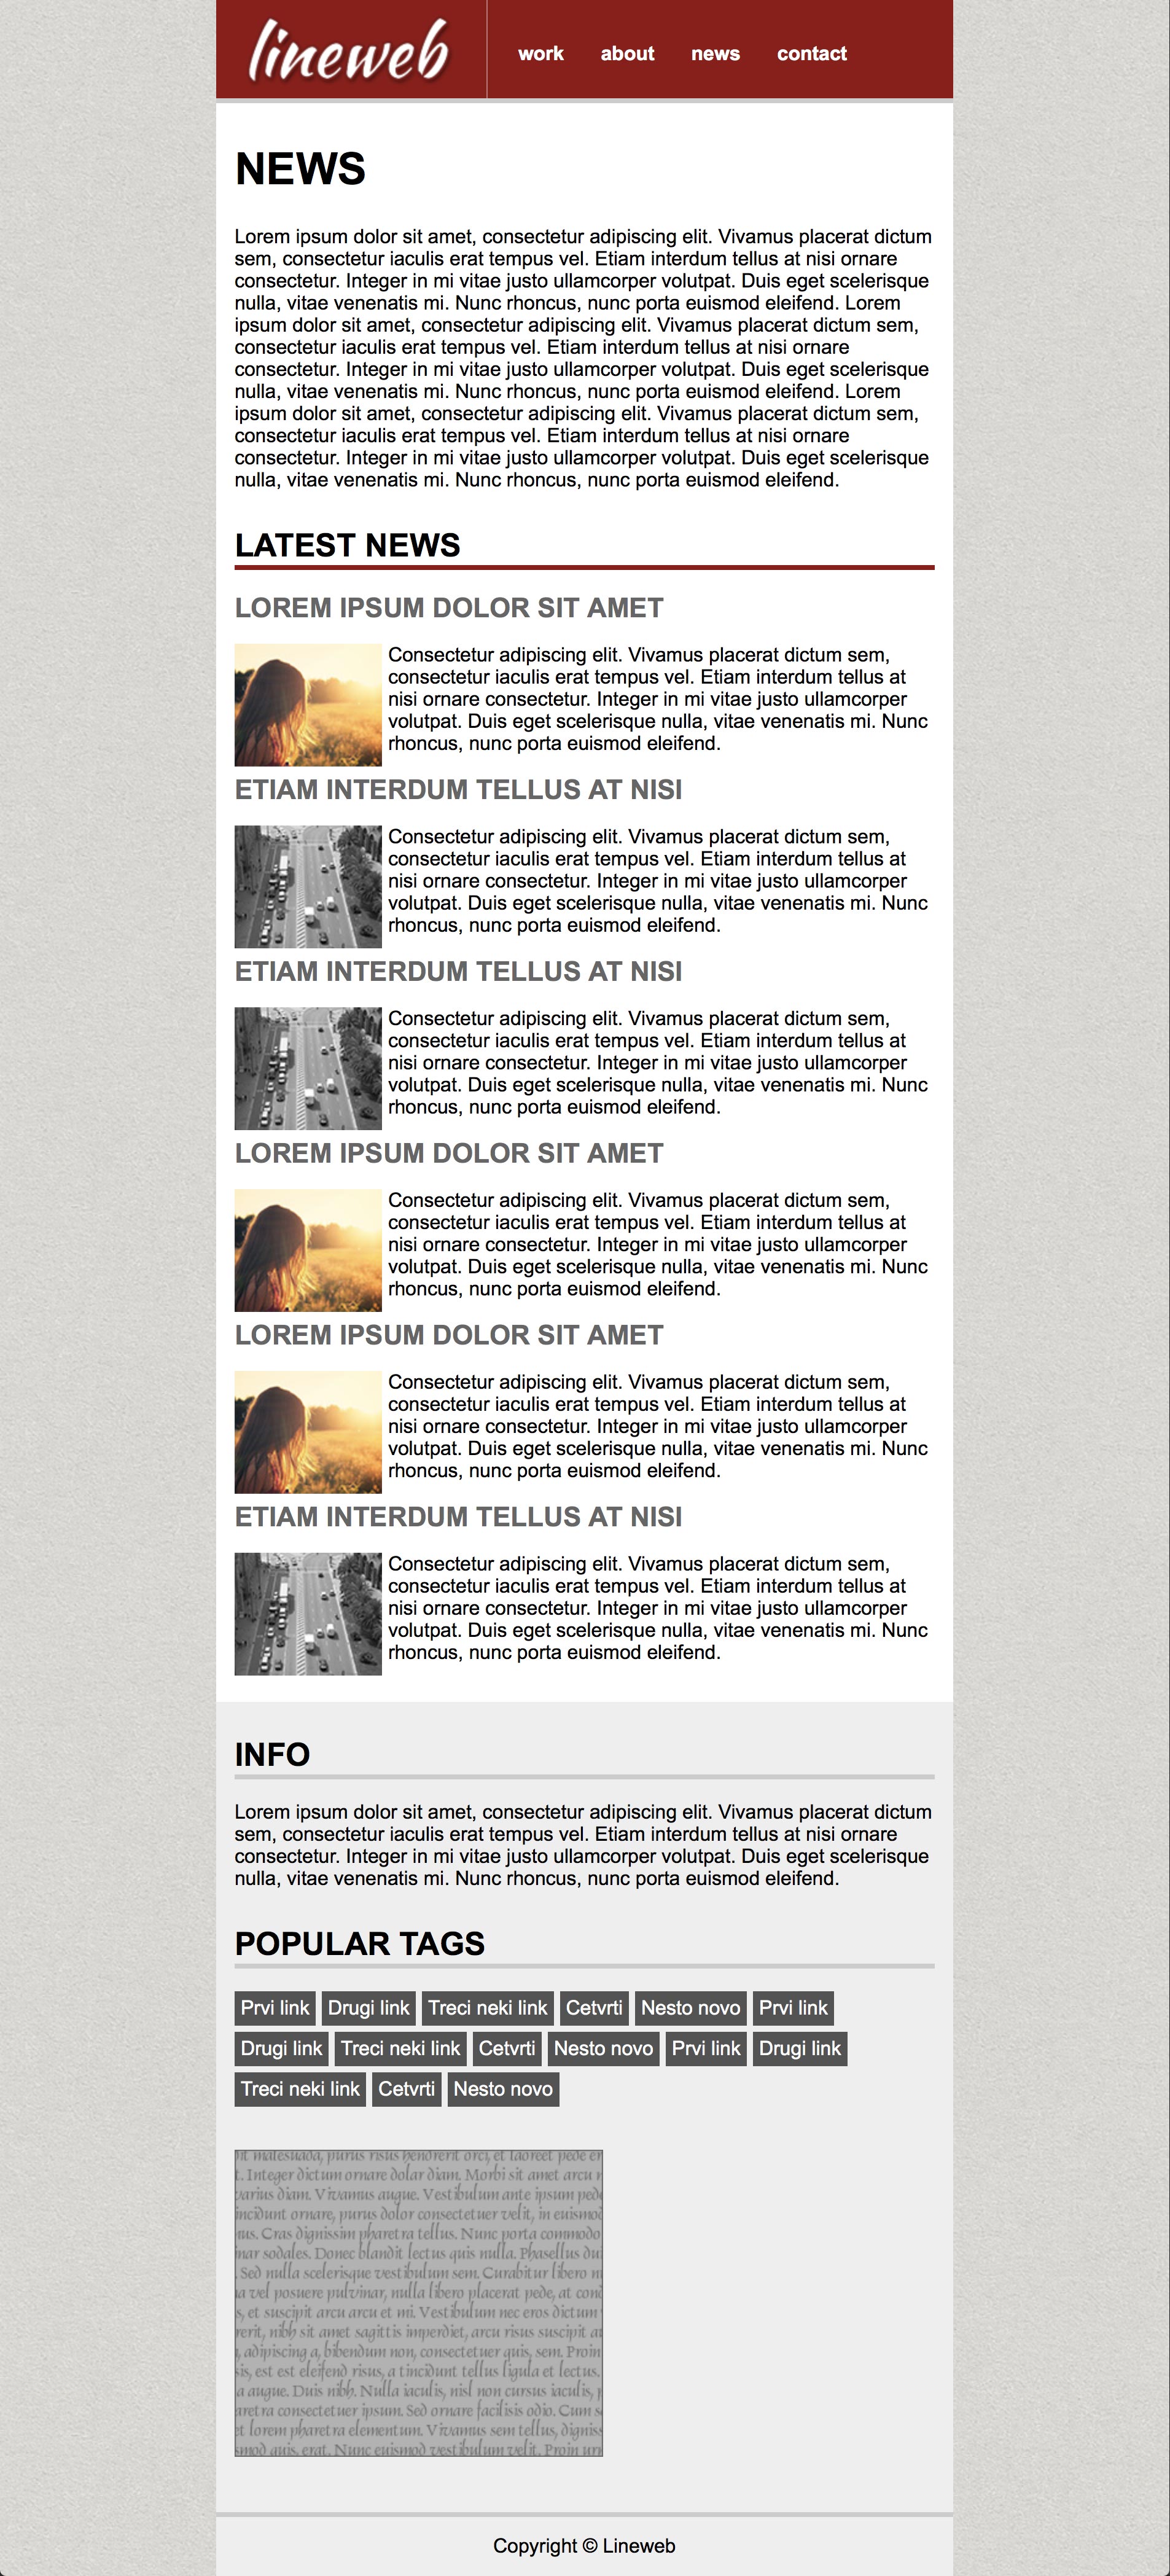 lineweb
work about news contact
NEWS
Lorem ipsum dolor sit amet, consectetur adipiscing elit. Vivamus placerat dictum
sem, consectetur iaculis erat tempus vel. Etiam interdum tellus at nisi ornare
consectetur. Integer in mi vitae justo ullamcorper volutpat. Duis eget scelerisque
nulla, vitae venenatis mi. Nunc rhoncus, nunc porta euismod eleifend. Lorem
ipsum dolor sit amet, consectetur adipiscing elit. Vivamus placerat dictum sem,
consectetur iaculis erat tempus vel. Etiam interdum tellus at nisi ornare
consectetur. Integer in mi vitae justo ullamcorper volutpat. Duis eget scelerisque
nulla, vitae venenatis mi. Nunc rhoncus, nunc porta euismod eleifend. Lorem
ipsum dolor sit amet, consectetur adipiscing elit. Vivamus placerat dictum sem,
consectetur iaculis erat tempus vel. Etiam interdum tellus at nisi ornare
consectetur. Integer in mi vitae justo ullamcorper volutpat. Duis eget scelerisque
nulla, vitae venenatis mi. Nunc rhoncus, nunc porta euismod eleifend.
LATEST NEWS
LOREM IPSUM DOLOR SIT AMET
Consectetur adipiscing elit. Vivamus placerat dictum sem,
consectetur iaculis erat tempus vel. Etiam interdum tellus at
nisi ornare consectetur. Integer in mi vitae justo ullamcorper
volutpat. Duis eget scelerisque nulla, vitae venenatis mi. Nunc
rhoncus, nunc porta euismod eleifend.
ETIAM INTERDUM TELLUS AT NISI
Consectetur adipiscing elit. Vivamus placerat dictum sem,
consectetur iaculis erat tempus vel. Etiam interdum tellus at
nisi ornare consectetur. Integer in mi vitae justo ullamcorper
volutpat. Duis eget scelerisque nulla, vitae venenatis mi. Nunc
rhoncus, nunc porta euismod eleifend.
ETIAM INTERDUM TELLUS AT NISI
Consectetur adipiscing elit. Vivamus placerat dictum sem,
consectetur iaculis erat tempus vel. Etiam interdum tellus at
nisi ornare consectetur. Integer in mi vitae justo ullamcorper
volutpat. Duis eget scelerisque nulla, vitae venenatis mi. Nunc
rhoncus, nunc porta euismod eleifend.
LOREM IPSUM DOLOR SIT AMET
Consectetur adipiscing elit. Vivamus placerat dictum sem,
consectetur iaculis erat tempus vel. Etiam interdum tellus at
nisi ornare consectetur. Integer in mi vitae justo ullamcorper
volutpat. Duis eget scelerisque nulla, vitae venenatis mi. Nunc
rhoncus, nunc porta euismod eleifend.
LOREM IPSUM DOLOR SIT AMET
Consectetur adipiscing elit. Vivamus placerat dictum sem,
consectetur iaculis erat tempus vel. Etiam interdum tellus at
nisi ornare consectetur. Integer in mi vitae justo ullamcorper
volutpat. Duis eget scelerisque nulla, vitae venenatis mi. Nunc
rhoncus, nunc porta euismod eleifend.
ETIAM INTERDUM TELLUS AT NISI
Consectetur adipiscing elit. Vivamus placerat dictum sem,
consectetur iaculis erat tempus vel. Etiam interdum tellus at
nisi ornare consectetur. Integer in mi vitae justo ullamcorper
volutpat. Duis eget scelerisque nulla, vitae venenatis mi. Nunc
rhoncus, nunc porta euismod eleifend.
INFO
Lorem ipsum dolor sit amet, consectetur adipiscing elit. Vivamus placerat dictum
sem, consectetur iaculis erat tempus vel. Etiam interdum tellus at nisi ornare
consectetur. Integer in mi vitae justo ullamcorper volutpat. Duis eget scelerisque
nulla, vitae venenatis mi. Nunc rhoncus, nunc porta euismod eleifend.
POPULAR TAGS
Prvi link Drugi link Treci neki link Cetvrti Nesto novo Prvi link
Drugi link Treci neki link Cetvrti Nesto novo Prvi link Drugi link
Treci neki link Cetvrti Nesto novo
malesuada, purus risus hendrerit orci, et laoreet pede
Integer dictum ornare dolar diam. Morbi sit amet arcu
varius diam. Vivamus augue. Vestibulum ante ipsum
ornare, purus dolor consectetuer velit, in
Cras dignissim pharetra tellus. Nunc porta commodo
sodales. Donec blandit lectus quis nulla. Phasellus
Sed nulla scelerisque vestibulum sem. Curabitur libero
vel posuere pulvinar, nulla libero placerat pede, at
et suscipit arcu arcu et mi. Vestibulum nec eros dictum
nibh sit amet sagittis imperdiet, arcu risus suscipit
adipiscing a, bibendum non, consectetuer quis, sem. Proin
est est eleifend risus, a tincidunt tellus ligula et lectus.
a augue. Duis nibh. Nulla iaculis, nisl non cursus iaculis,
consectetuer ipsum. Sed ornare facilisis odio. Cum
et lorem pharetra elementum. Vivamus sem tellus,
quis, erat. Nunc euismod vestibulum velit. Proin
Copyright © Lineweb